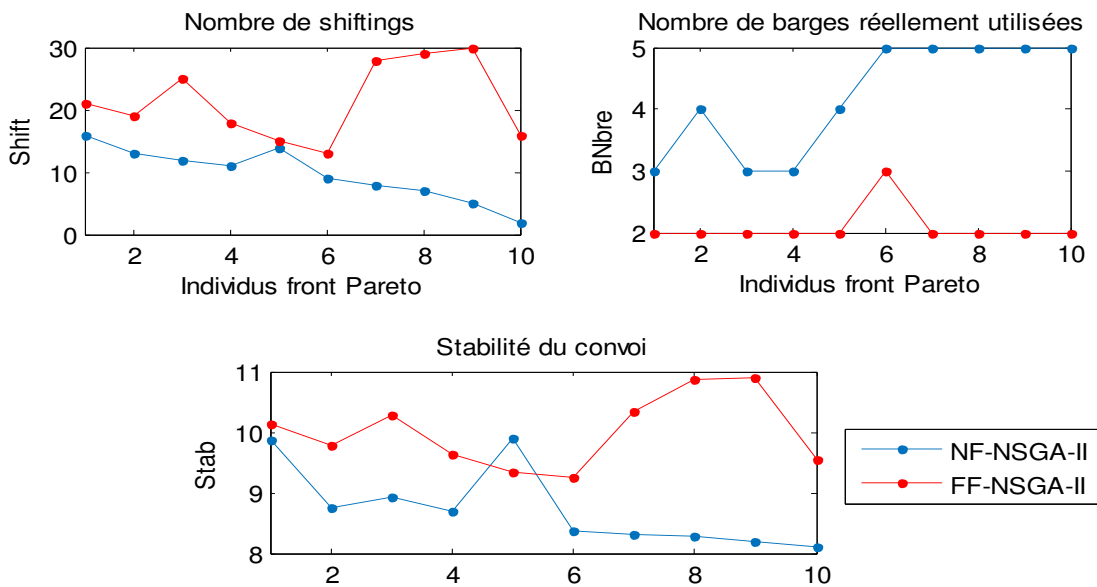 Nombre de shiftings
30
20
10
0
Shift
2 4 6 8 10
Individus front Pareto
Nombre de barges réellement utilisées
5
4
3
2
BNbre
2 4 6 8 10
Individus front Pareto
Stabilité du convoi
11
10
9
8
Stab
2 4 6 8 10
NF-NSGA-II
FF-NSGA-II